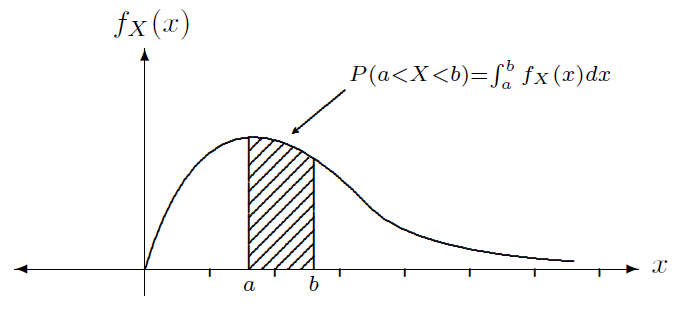 f_X(x)
P(a<X<b)=∫_a^b f_X(x)dx
x
a b